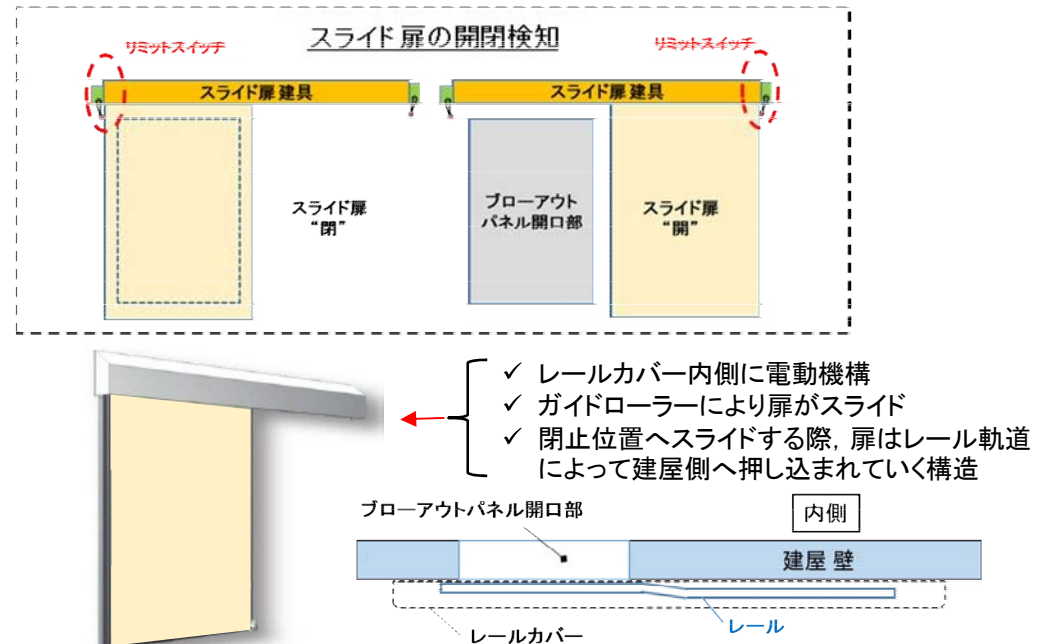 スライド扉の開閉検知
リミットスイッチ
リミットスイッチ
スライド扉建具
スライド扉建具
スライド扉
“閉”
ブローアウト
パネル開口部
スライド扉
“開”
✓ レールカバー内側に電動機構
✓ ガイドローラーにより扉がスライド
✓ 閉止位置へスライドする際，扉はレール軌道
によって建屋側へ押し込まれていく構造
ブローアウトパネル開口部
内側
建屋 壁
レール
レールカバー